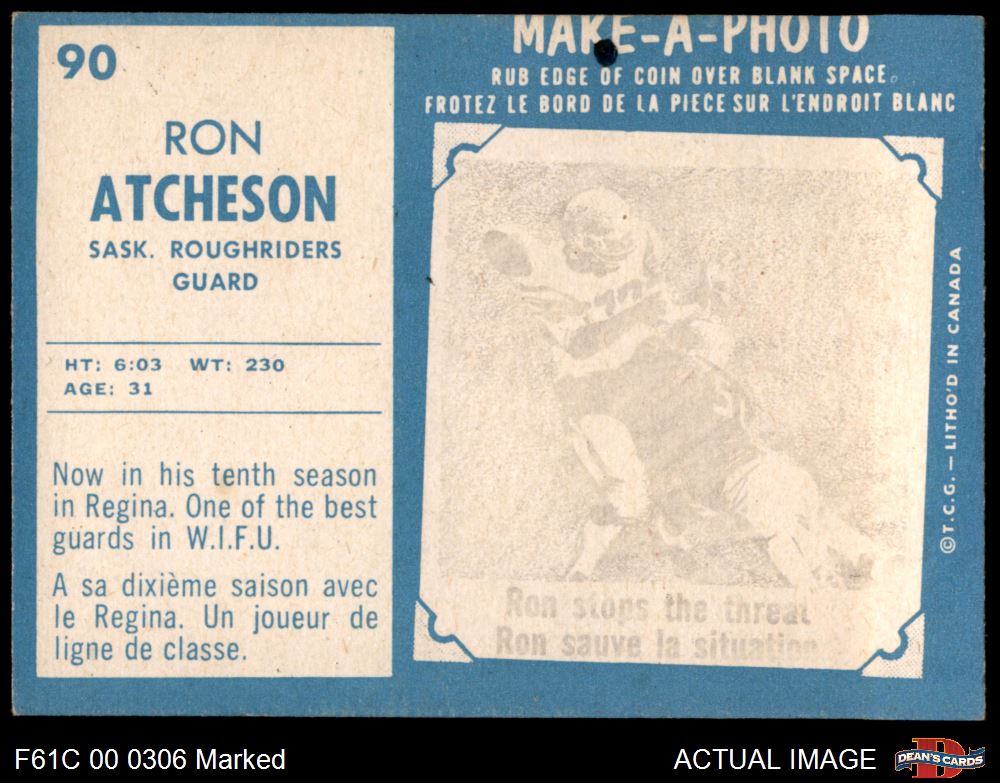 90
RON
ATCHESON
SASK. ROUGHRIDERS
GUARD
HT: 6:03 WT: 230
AGE: 31
Now in his tenth season
in Regina. One of the best
guards in W.I.F.U.
A sa dixième saison avec
le Regina. Un joueur de
ligne de classe.
MAKE-A-PHOTO
RUB EDGE OF COIN OVER BLANK SPACE.
FROTEZ LE BORD DE LA PIECE SUR L'ENDROIT BLANC
Ron stops the threat
Ron sauve la situation
©T.C.G. — LITHO'D IN CANADA
F61C 00 0306 Marked
ACTUAL IMAGE
D
DEAN'S CARDS